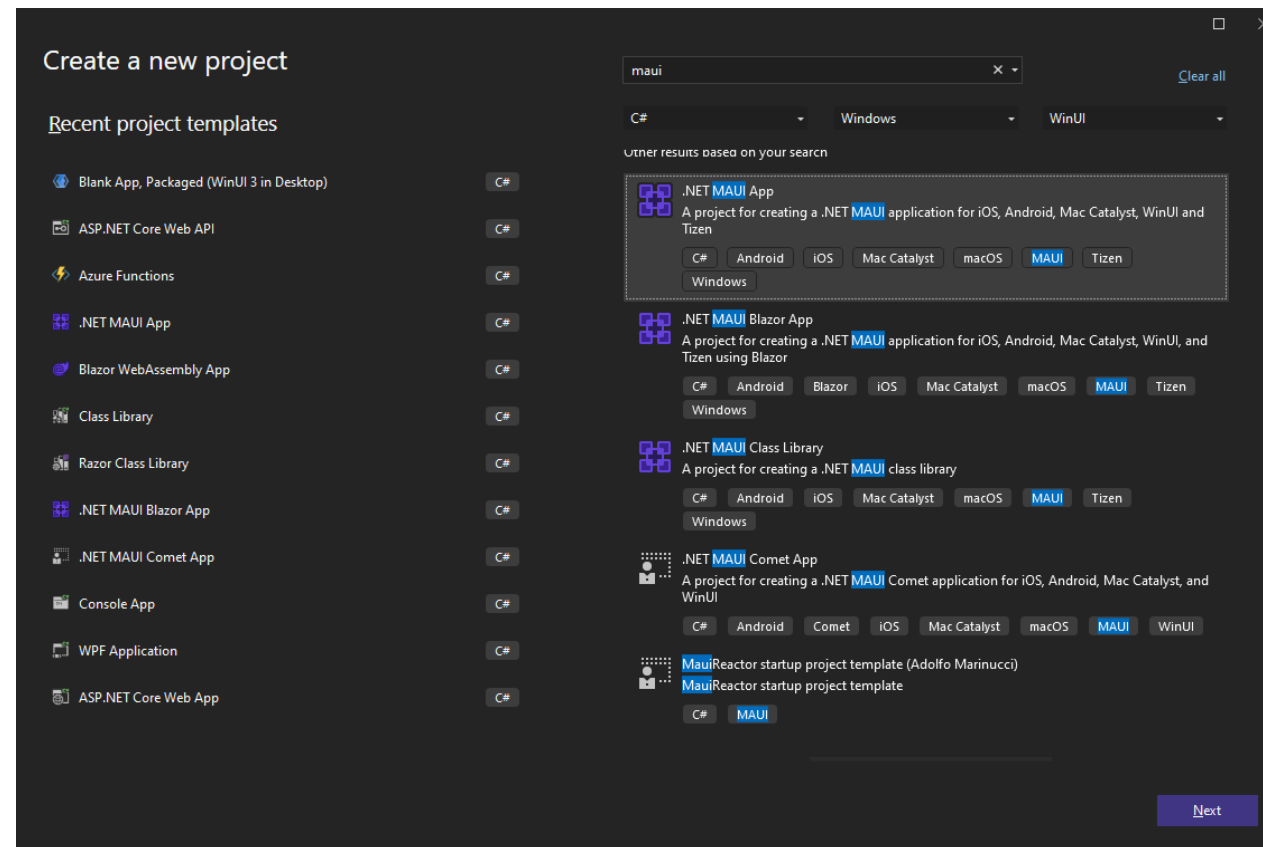 Create a new project
Recent project templates
Blank App, Packaged (WinUI 3 in Desktop) C#
ASP.NET Core Web API C#
Azure Functions C#
.NET MAUI App C#
Blazor WebAssembly App C#
Class Library C#
Razor Class Library C#
.NET MAUI Blazor App C#
.NET MAUI Comet App C#
Console App C#
WPF Application C#
ASP.NET Core Web App C#
maui
Clear all
C# Windows WinUI
Other results based on your search
.NET MAUI App
A project for creating a .NET MAUI application for iOS, Android, Mac Catalyst, WinUI and
Tizen
C# Android iOS Mac Catalyst macOS MAUI Tizen
Windows
.NET MAUI Blazor App
A project for creating a .NET MAUI application for iOS, Android, Mac Catalyst, WinUI, and
Tizen using Blazor
C# Android Blazor iOS Mac Catalyst macOS MAUI Tizen
Windows
.NET MAUI Class Library
A project for creating a .NET MAUI class library
C# Android iOS Mac Catalyst macOS MAUI Tizen
Windows
.NET MAUI Comet App
A project for creating a .NET MAUI Comet application for iOS, Android, Mac Catalyst, and
WinUI
C# Android Comet iOS Mac Catalyst macOS MAUI WinUI
MauiReactor startup project template (Adolfo Marinucci)
MauiReactor startup project template
C# MAUI
Next